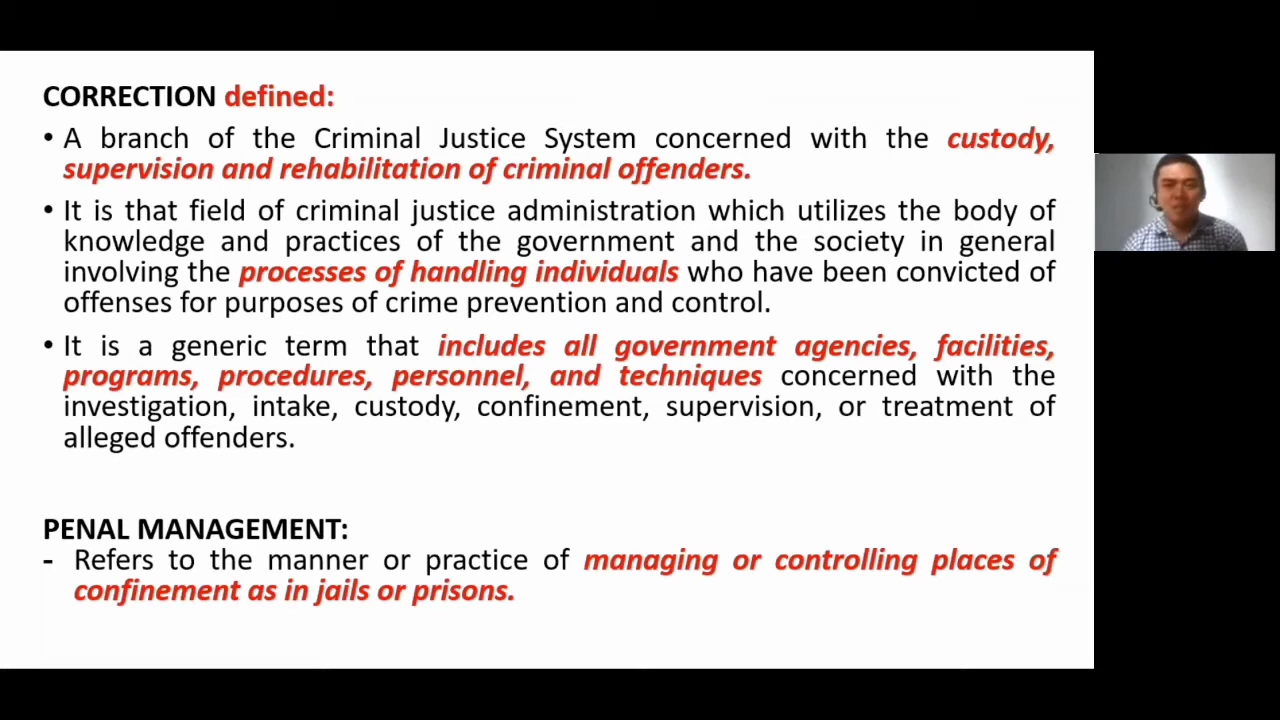 CORRECTION defined:
• A branch of the Criminal Justice System concerned with the custody,
supervision and rehabilitation of criminal offenders.
• It is that field of criminal justice administration which utilizes the body of
knowledge and practices of the government and the society in general
involving the processes of handling individuals who have been convicted of
offenses for purposes of crime prevention and control.
• It is a generic term that includes all government agencies, facilities,
programs, procedures, personnel, and techniques concerned with the
investigation, intake, custody, confinement, supervision, or treatment of
alleged offenders.
PENAL MANAGEMENT:
- Refers to the manner or practice of managing or controlling places of
confinement as in jails or prisons.